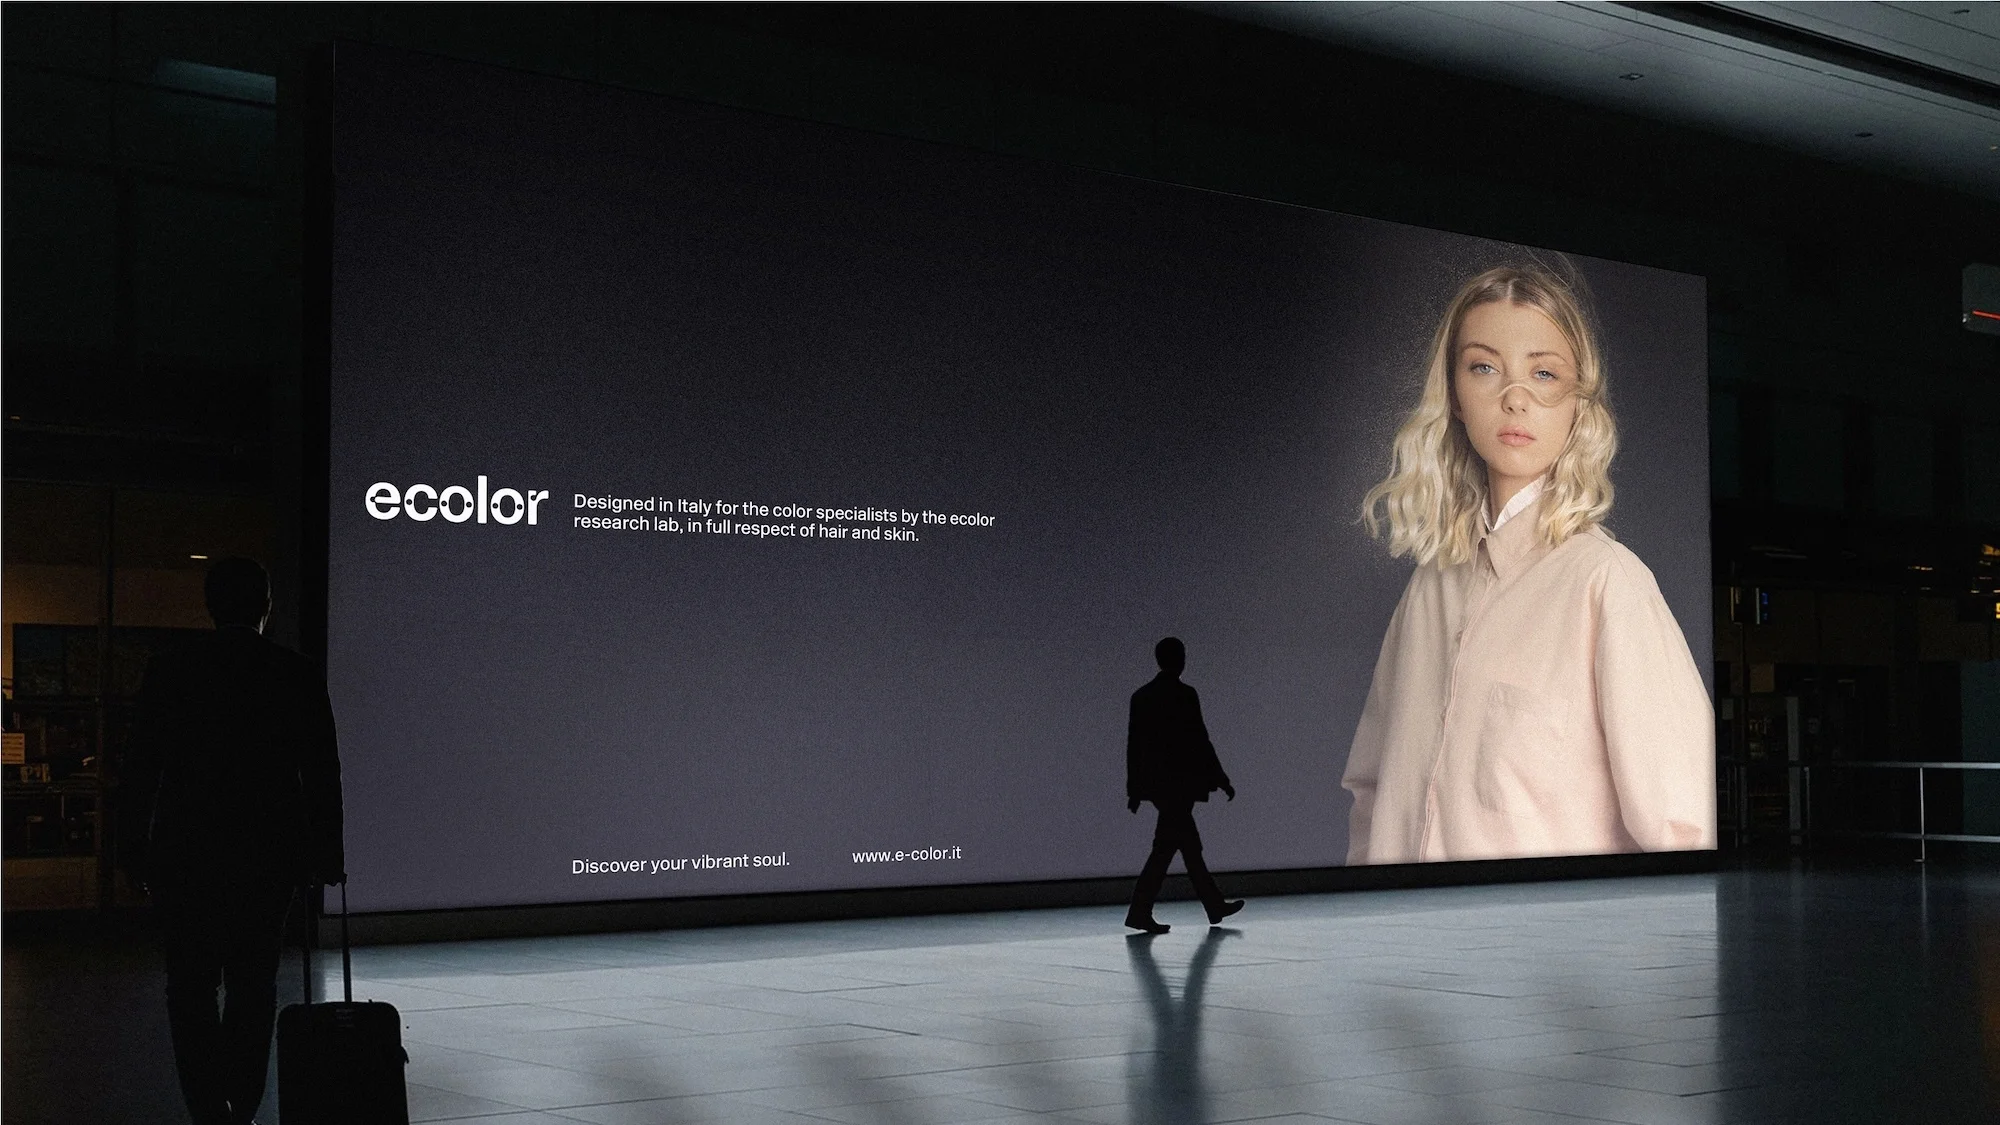 ecolor
Designed in Italy for the color specialists by the ecolor
research lab, in full respect of hair and skin.
Discover your vibrant soul.
www.e-color.it